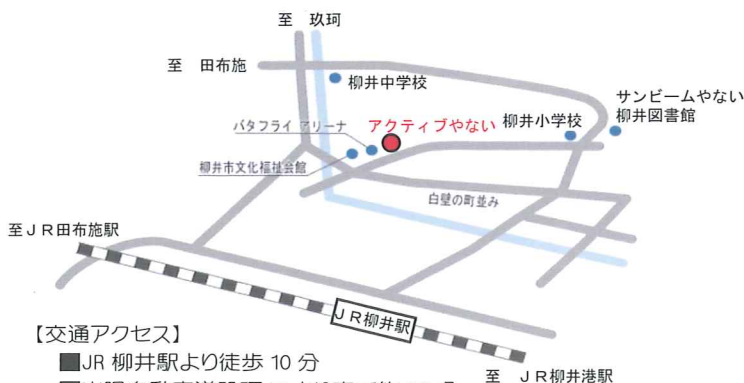 至　玖珂
至　田布施
柳井中学校
サンビームやない
柳井図書館
バタフライ アリーナ
アクティブやない
柳井小学校
柳井市文化福祉会館
白壁の町並み
至ＪＲ田布施駅
ＪＲ柳井駅
【交通アクセス】
■JR 柳井駅より徒歩 10 分
至　ＪＲ柳井港駅